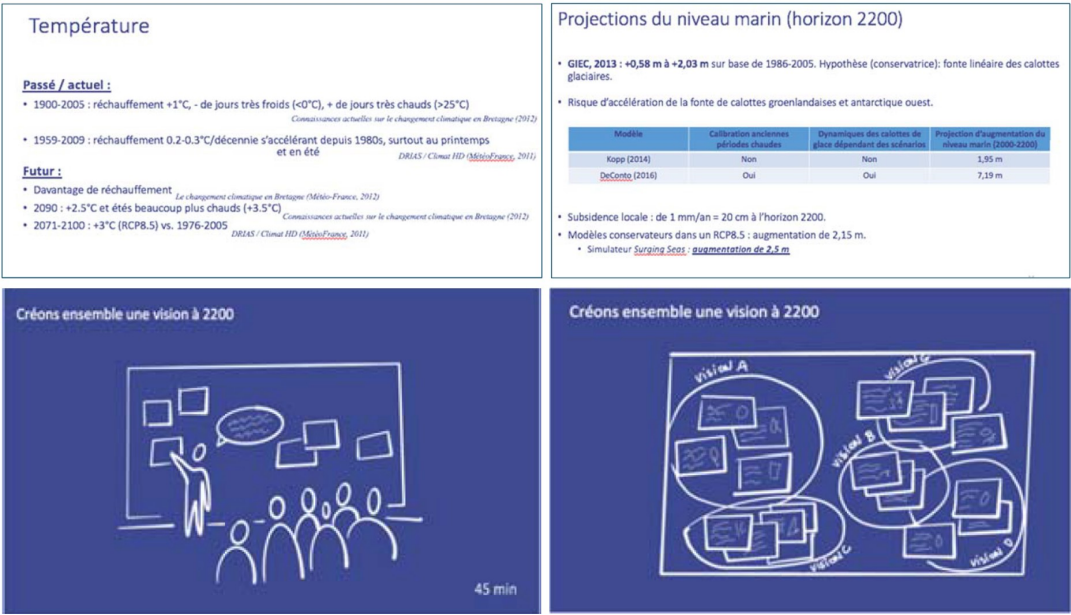 Température
Passé / actuel :
• 1900-2005 : réchauffement +1°C, - de jours très froids (<0°C), + de jours très chauds (>25°C)
Connaissances actuelles sur le changement climatique en Bretagne (2012)
• 1959-2009 : réchauffement 0.2-0.3°C/décennie s'accélérant depuis 1980s, surtout au printemps
et en été
DRIAS / Climat HD (MétéoFrance, 2011)
Futur :
• Davantage de réchauffement
Le changement climatique en Bretagne (Météo-France, 2012)
• 2090 : +2.5°C et étés beaucoup plus chauds (+3.5°C)
Connaissances actuelles sur le changement climatique en Bretagne (2012)
• 2071-2100 : +3°C (RCP8.5) vs. 1976-2005
DRIAS / Climat HD (MétéoFrance, 2011)
Projections du niveau marin (horizon 2200)
• GIEC, 2013 : +0,58 m à +2,03 m sur base de 1986-2005. Hypothèse (conservatrice): fonte linéaire des calottes
glaciaires.
• Risque d'accélération de la fonte de calottes groenlandaises et antarctique ouest.
Modèle
Calibration anciennes
périodes chaudes
Dynamiques des calottes de
glace dépendant des scénarios
Projection d'augmentation du
niveau marin (2000-2200)
Kopp (2014) Non Non 1,95 m
DeConto (2016) Oui Oui 7,19 m
• Subsidence locale : de 1 mm/an = 20 cm à l'horizon 2200.
• Modèles conservateurs dans un RCP8.5 : augmentation de 2,15 m.
• Simulateur Surging Seas : augmentation de 2,5 m
Créons ensemble une vision à 2200
45 min
Créons ensemble une vision à 2200
VISION A
VISION B
VISION C
VISION D